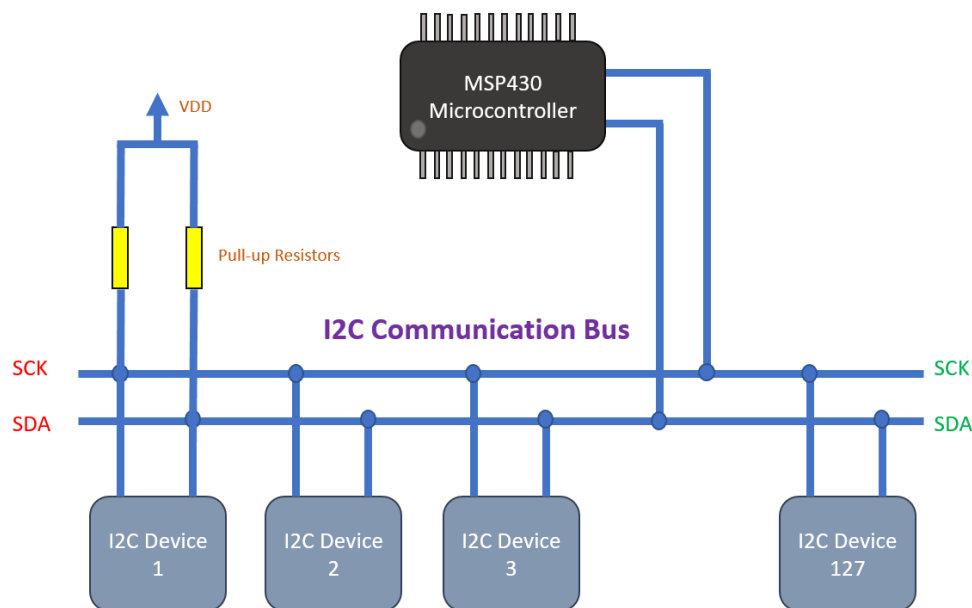 MSP430
Microcontroller
VDD
Pull-up Resistors
I2C Communication Bus
SCK
SCK
SDA
SDA
I2C Device
1
I2C Device
2
I2C Device
3
I2C Device
127